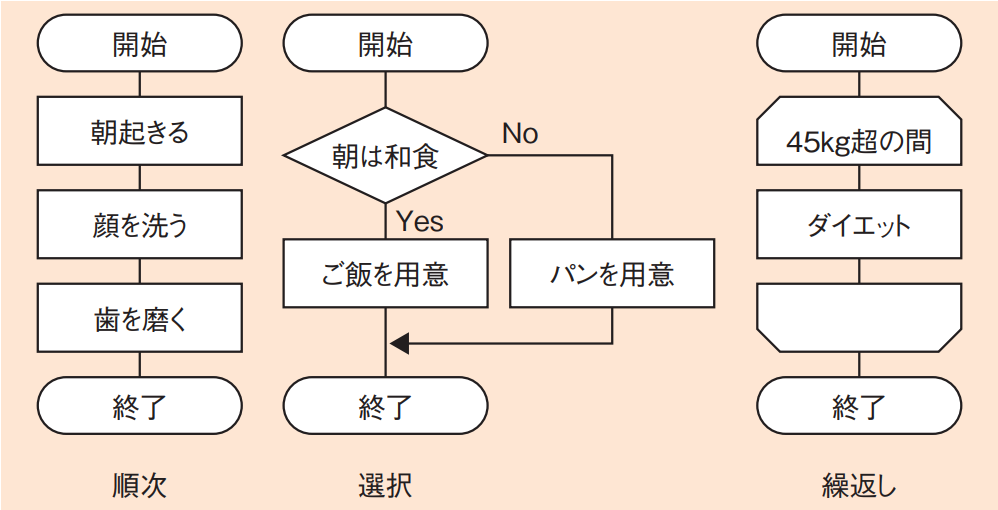 開始
朝起きる
顔を洗う
歯を磨く
終了
順次
開始
朝は和食
No
Yes
ご飯を用意
パンを用意
終了
選択
開始
45kg超の間
ダイエット
終了
繰返し